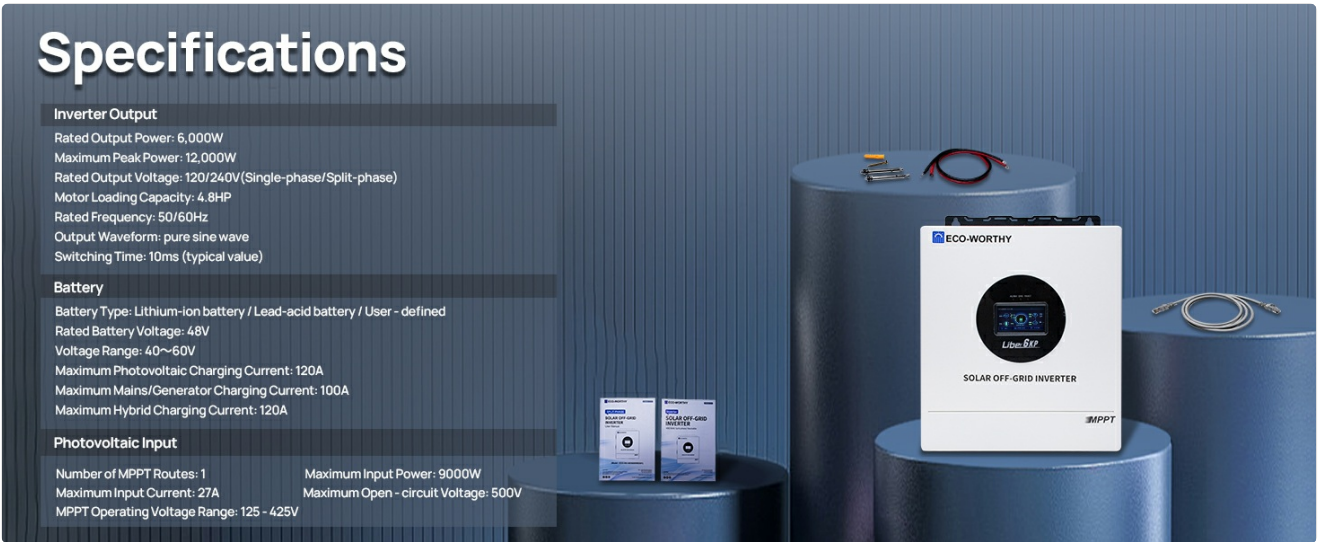 Specifications
Inverter Output
Rated Output Power: 6,000W
Maximum Peak Power: 12,000W
Rated Output Voltage: 120/240V(Single-phase/Split-phase)
Motor Loading Capacity: 4.8HP
Rated Frequency: 50/60Hz
Output Waveform: pure sine wave
Switching Time: 10ms (typical value)
Battery
Battery Type: Lithium-ion battery / Lead-acid battery / User - defined
Rated Battery Voltage: 48V
Voltage Range: 40～60V
Maximum Photovoltaic Charging Current: 120A
Maximum Mains/Generator Charging Current: 100A
Maximum Hybrid Charging Current: 120A
Photovoltaic Input
Number of MPPT Routes: 1
Maximum Input Power: 9000W
Maximum Input Current: 27A
Maximum Open - circuit Voltage: 500V
MPPT Operating Voltage Range: 125 - 425V
ECO-WORTHY
SOLAR OFF-GRID
INVERTER
ECO-WORTHY
SOLAR OFF-GRID
INVERTER
ECO-WORTHY
6KP
SOLAR OFF-GRID INVERTER
MPPT